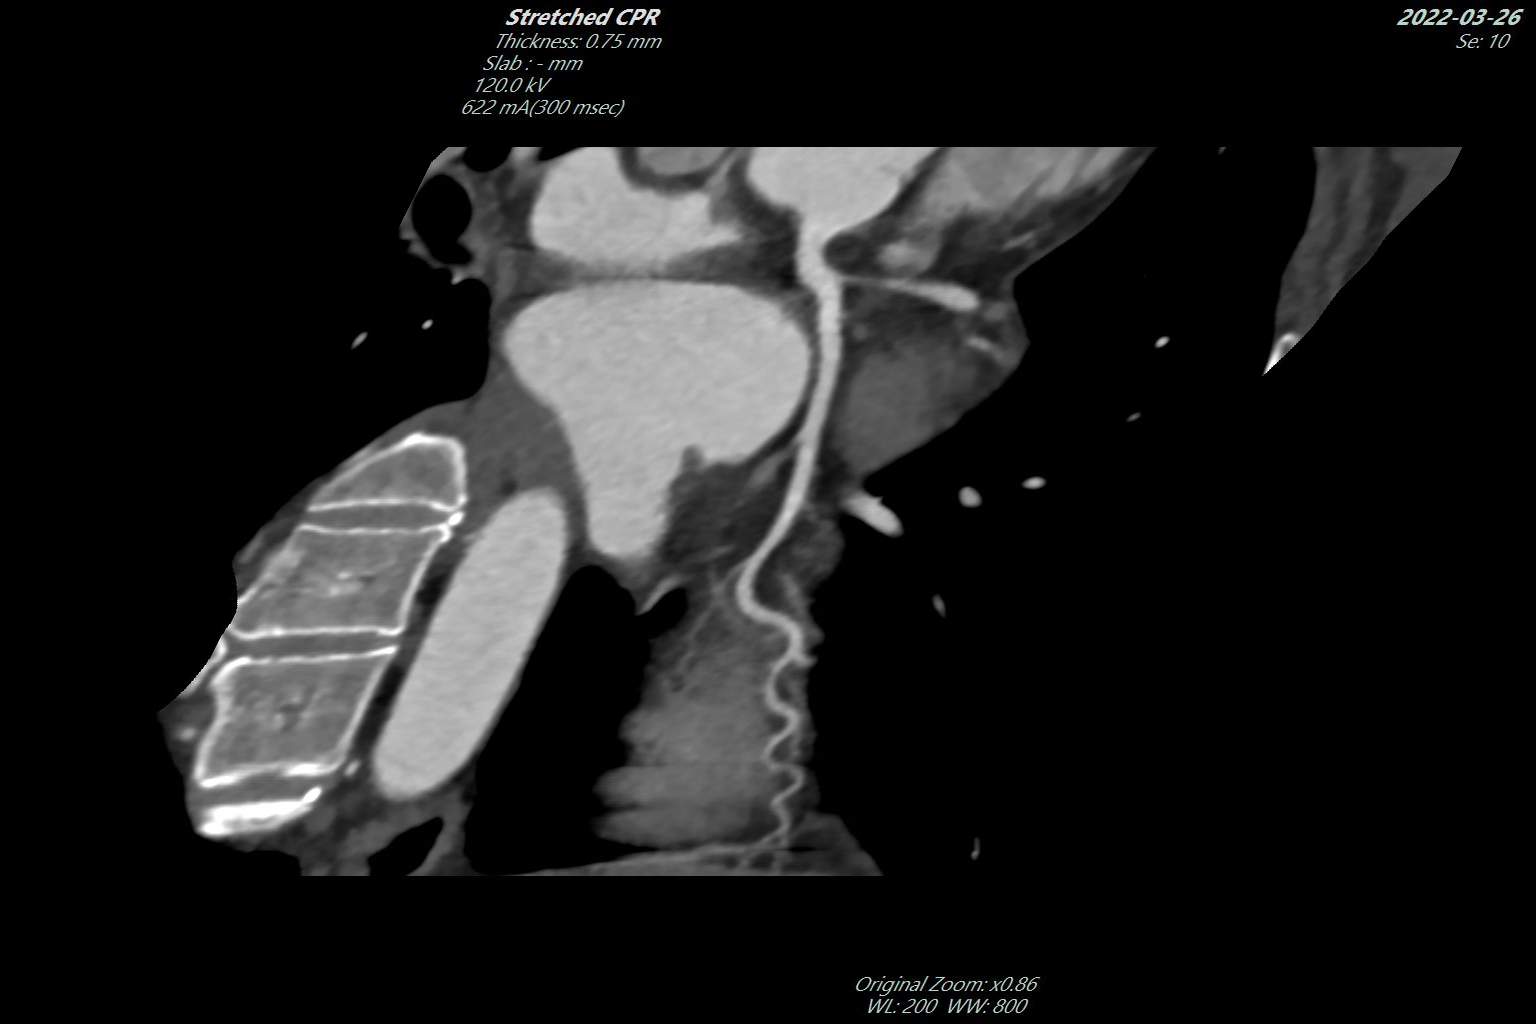 Stretched CPR
Thickness: 0.75 mm
Slab : - mm
120.0 kV
622 mA(300 msec)
2022-03-26
Se: 10
Original Zoom: x0.86
WL: 200 WW: 800